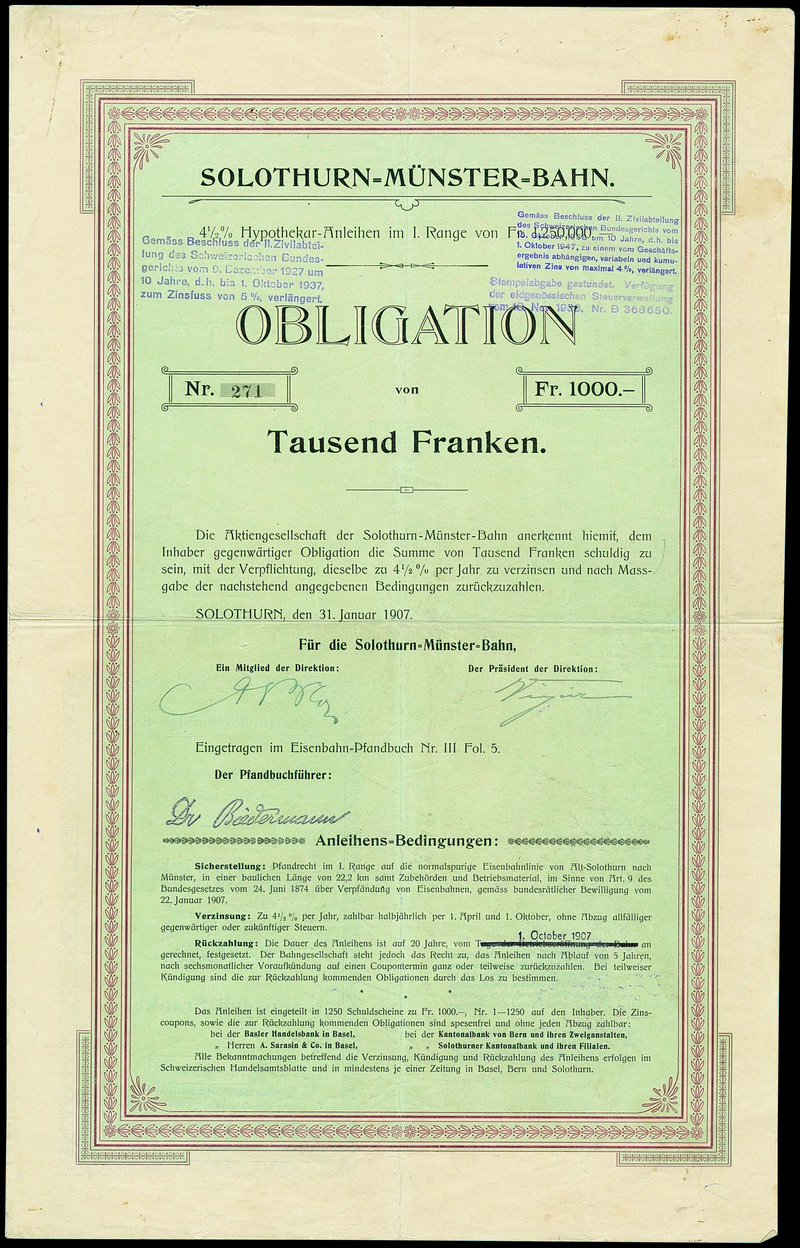 SOLOTHURN=MÜNSTER=BAHN.
4½% Hypothekar-Anleihen im I. Range von Fr. 1,250,000.
Gemäss Beschluss der II. Zivilabtei-
lung des Schweizerischen Bundes-
gerichts vom 9. Dezember 1927 um
10 Jahre, d. h. bis 1. Oktober 1937,
zum Zinsfuss von 5 %, verlängert.
Gemäss Beschluss der II. Zivilabteilung
des Schweizerischen Bundesgerichts vom
um 10 Jahre, d.h. bis
1. Oktober 1947, zu einem vom Geschäfts-
ergebnis abhängigen, variabeln und kumu-
lativen Zins von maximal 4 %, verlängert.
Stempelabgabe gestundet. Verfügung
der eidgenössischen Steuerverwaltung
Nr. B 368650.
OBLIGATION
Nr. 271
von
Fr. 1000.–
Tausend Franken.
Die Aktiengesellschaft der Solothurn-Münster-Bahn anerkennt hiemit, dem
Inhaber gegenwärtiger Obligation die Summe von Tausend Franken schuldig zu
sein, mit der Verpflichtung, dieselbe zu 4½% per Jahr zu verzinsen und nach Mass-
gabe der nachstehend angegebenen Bedingungen zurückzuzahlen.
SOLOTHURN, den 31. Januar 1907.
Für die Solothurn=Münster=Bahn,
Ein Mitglied der Direktion:
Der Präsident der Direktion:
Eingetragen im Eisenbahn-Pfandbuch Nr. III Fol. 5.
Der Pfandbuchführer:
Dr Biedermann
Anleihens=Bedingungen:
Sicherstellung: Pfandrecht im I. Range auf die normalspurige Eisenbahnlinie von Alt-Solothurn nach
Münster, in einer baulichen Länge von 22,2 km samt Zubehörden und Betriebsmaterial, im Sinne von Art. 9 des
Bundesgesetzes vom 24. Juni 1874 über Verpfändung von Eisenbahnen, gemäss bundesrätlicher Bewilligung vom
22. Januar 1907.
Verzinsung: Zu 4½% per Jahr, zahlbar halbjährlich per 1. April und 1. Oktober, ohne Abzug allfälliger
gegenwärtiger oder zukünftiger Steuern.
1. October 1907
Rückzahlung: Die Dauer des Anleihens ist auf 20 Jahre, vom Tage der Betriebseröffnung der Bahn an
gerechnet, festgesetzt. Der Bahngesellschaft steht jedoch das Recht zu, das Anleihen nach Ablauf von 5 Jahren,
nach sechsmonatlicher Voraufkündung auf einen Coupontermin ganz oder teilweise zurückzuzahlen. Bei teilweiser
Kündigung sind die zur Rückzahlung kommenden Obligationen durch das Los zu bestimmen.
Das Anleihen ist eingeteilt in 1250 Schuldscheine zu Fr. 1000.–, Nr. 1–1250 auf den Inhaber. Die Zins-
coupons, sowie die zur Rückzahlung kommenden Obligationen sind spesenfrei und ohne jeden Abzug zahlbar:
bei der Basler Handelsbank in Basel, bei der Kantonalbank von Bern und ihren Zweiganstalten,
„ Herren A. Sarasin & Co. in Basel, „ „ Solothurner Kantonalbank und ihren Filialen.
Alle Bekanntmachungen betreffend die Verzinsung, Kündigung und Rückzahlung des Anleihens erfolgen im
Schweizerischen Handelsamtsblatte und in mindestens je einer Zeitung in Basel, Bern und Solothurn.